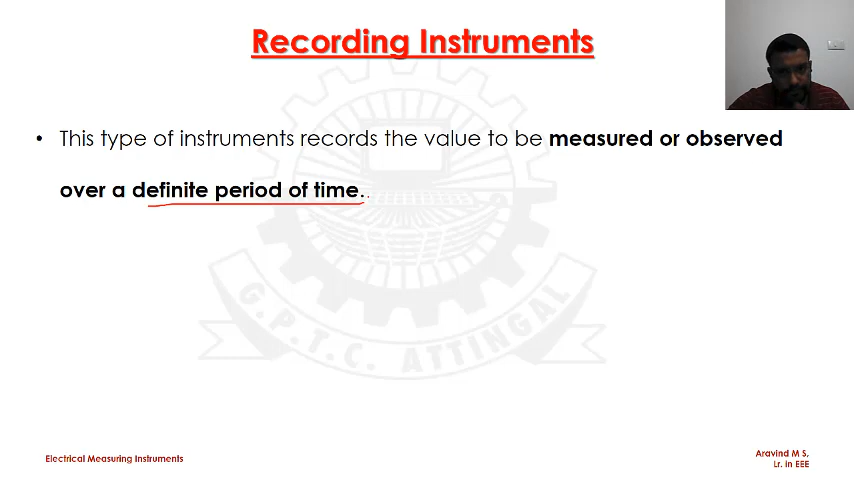 Recording Instruments
• This type of instruments records the value to be measured or observed
over a definite period of time.
G.P.T.C. ATTINGAL
Electrical Measuring Instruments
Aravind M S,
Lr. in EEE